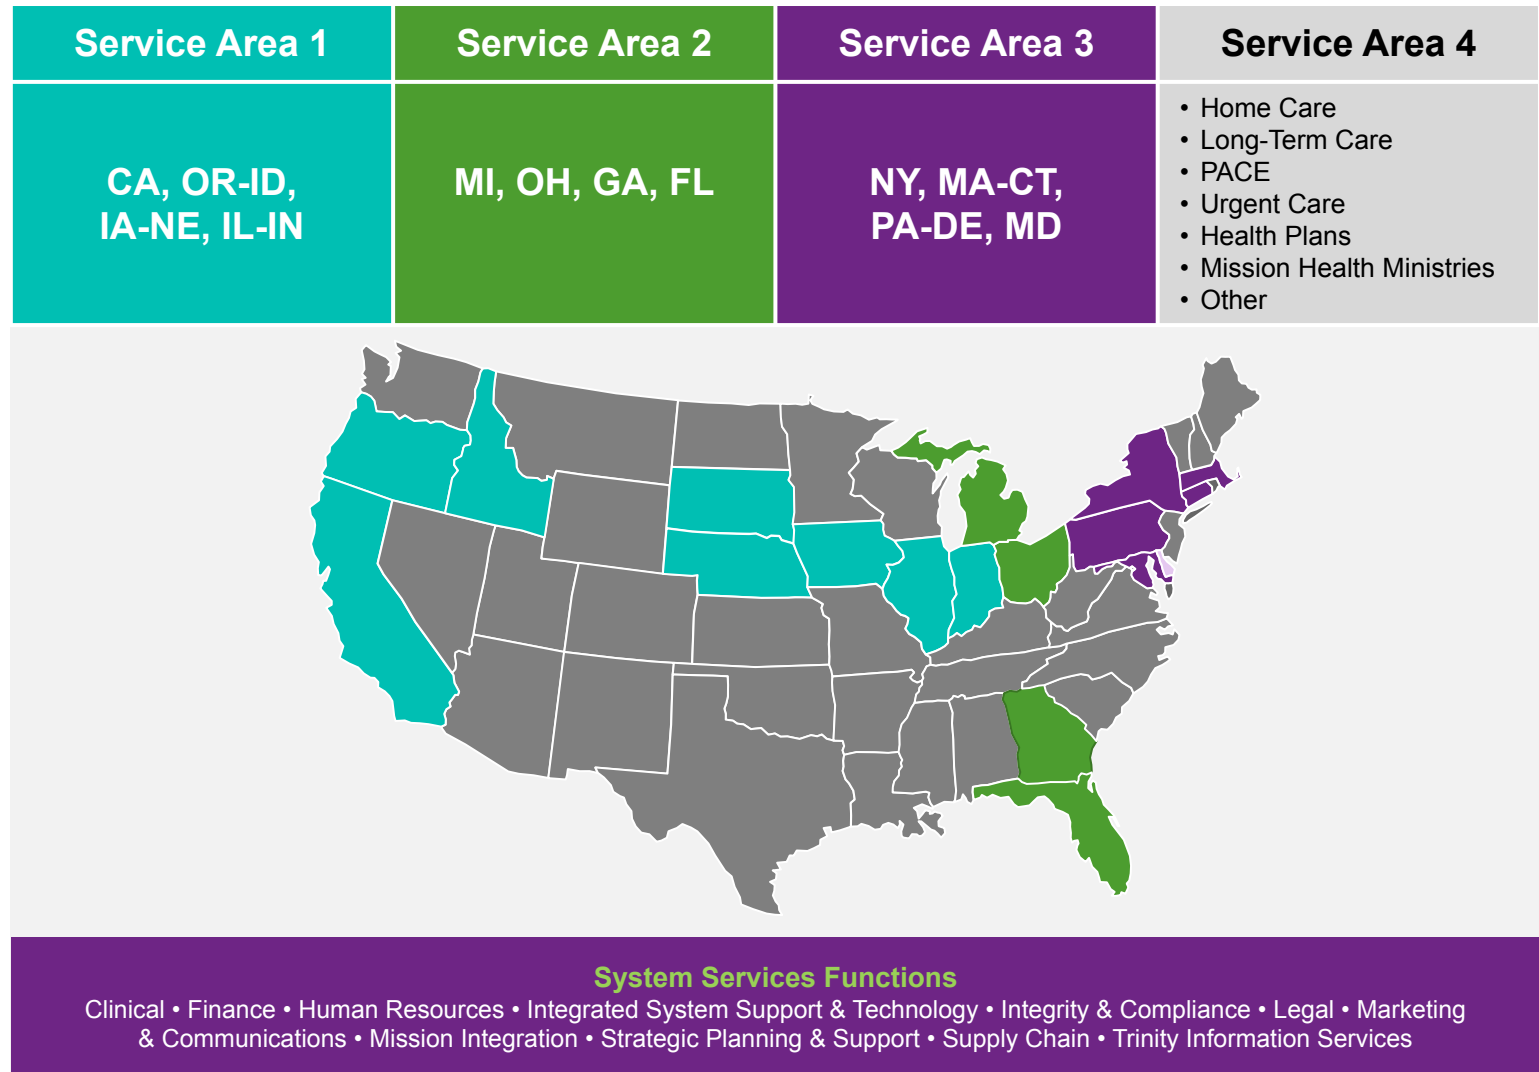 Service Area 1
Service Area 2
Service Area 3
Service Area 4
CA, OR-ID,
IA-NE, IL-IN
MI, OH, GA, FL
NY, MA-CT,
PA-DE, MD
• Home Care
• Long-Term Care
• PACE
• Urgent Care
• Health Plans
• Mission Health Ministries
• Other
System Services Functions
Clinical • Finance • Human Resources • Integrated System Support & Technology • Integrity & Compliance • Legal • Marketing
& Communications • Mission Integration • Strategic Planning & Support • Supply Chain • Trinity Information Services